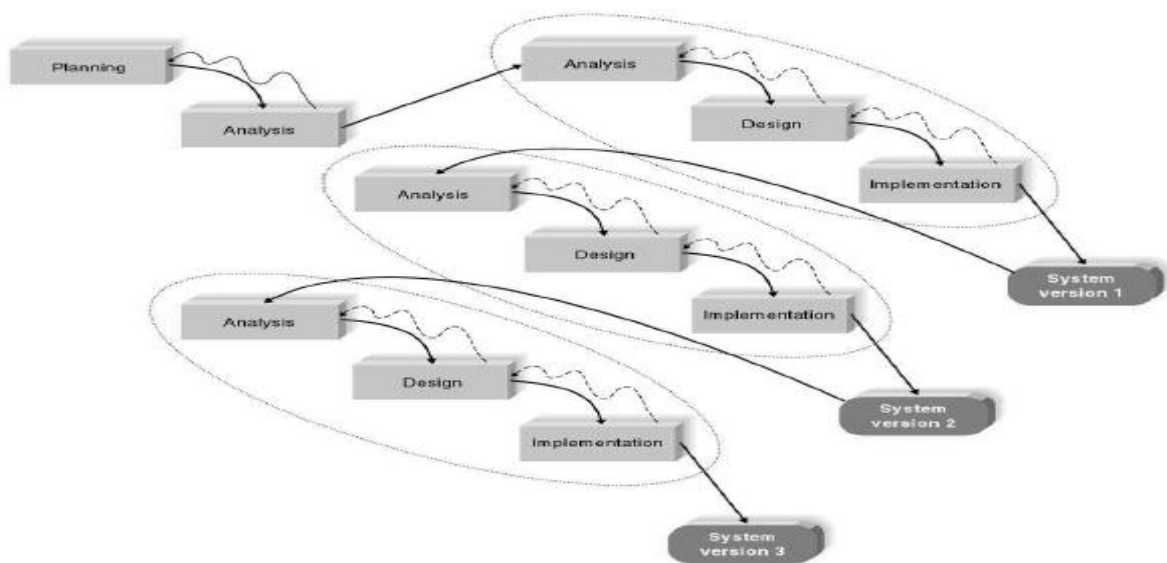 Planning
Analysis
Analysis
Design
Implementation
System
version 1
Analysis
Design
Implementation
System
version 2
Analysis
Design
Implementation
System
version 3